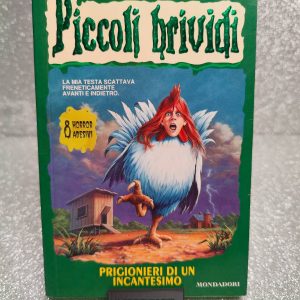 Piccoli brividi
LA MIA TESTA SCATTAVA
FRENETICAMENTE
AVANTI E INDIETRO.
8 HORROR
ADESIVI
PRIGIONIERI DI UN
INCANTESIMO
MONDADORI